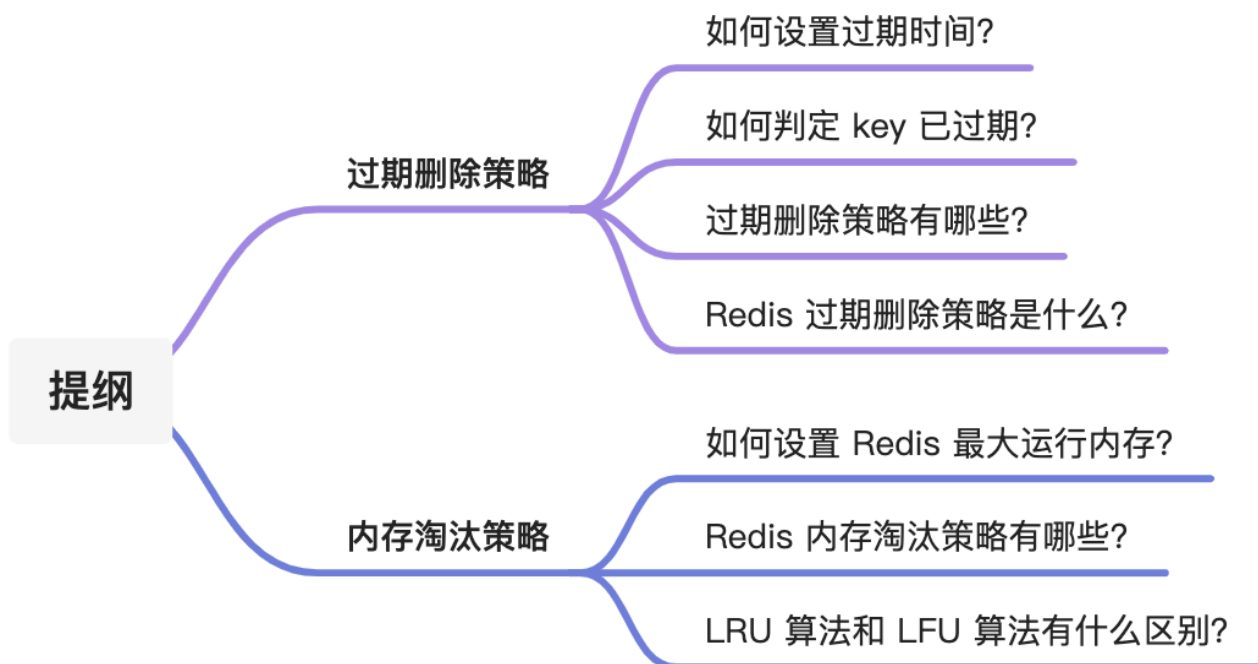 提纲
过期删除策略
如何设置过期时间?
如何判定 key 已过期?
过期删除策略有哪些?
Redis 过期删除策略是什么?
内存淘汰策略
如何设置 Redis 最大运行内存?
Redis 内存淘汰策略有哪些?
LRU 算法和 LFU 算法有什么区别?